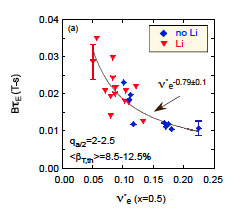 (a)
no Li
Li
BτE (T-s)
0.04
0.03
0.02
0.01
0.00
ν*e^-0.79±0.1
qa/2=2-2.5
<βT,th>=8.5-12.5%
0.00 0.05 0.10 0.15 0.20 0.25
ν*e (x=0.5)